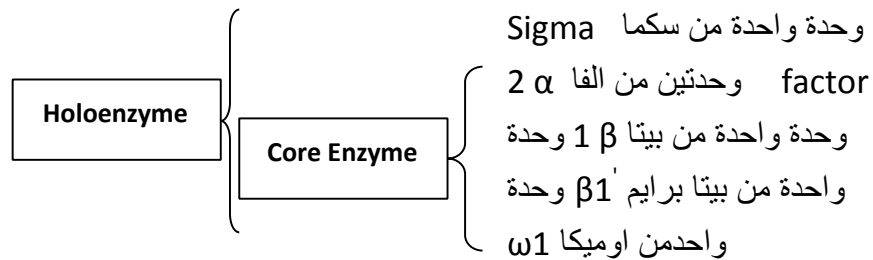 Holoenzyme
Core Enzyme
وحدة واحدة من سكما Sigma
factor وحدتين من الفا α 2
وحدة واحدة من بيتا β 1 وحدة
واحدة من بيتا برايم β1' وحدة
واحدمن اوميكا ω1